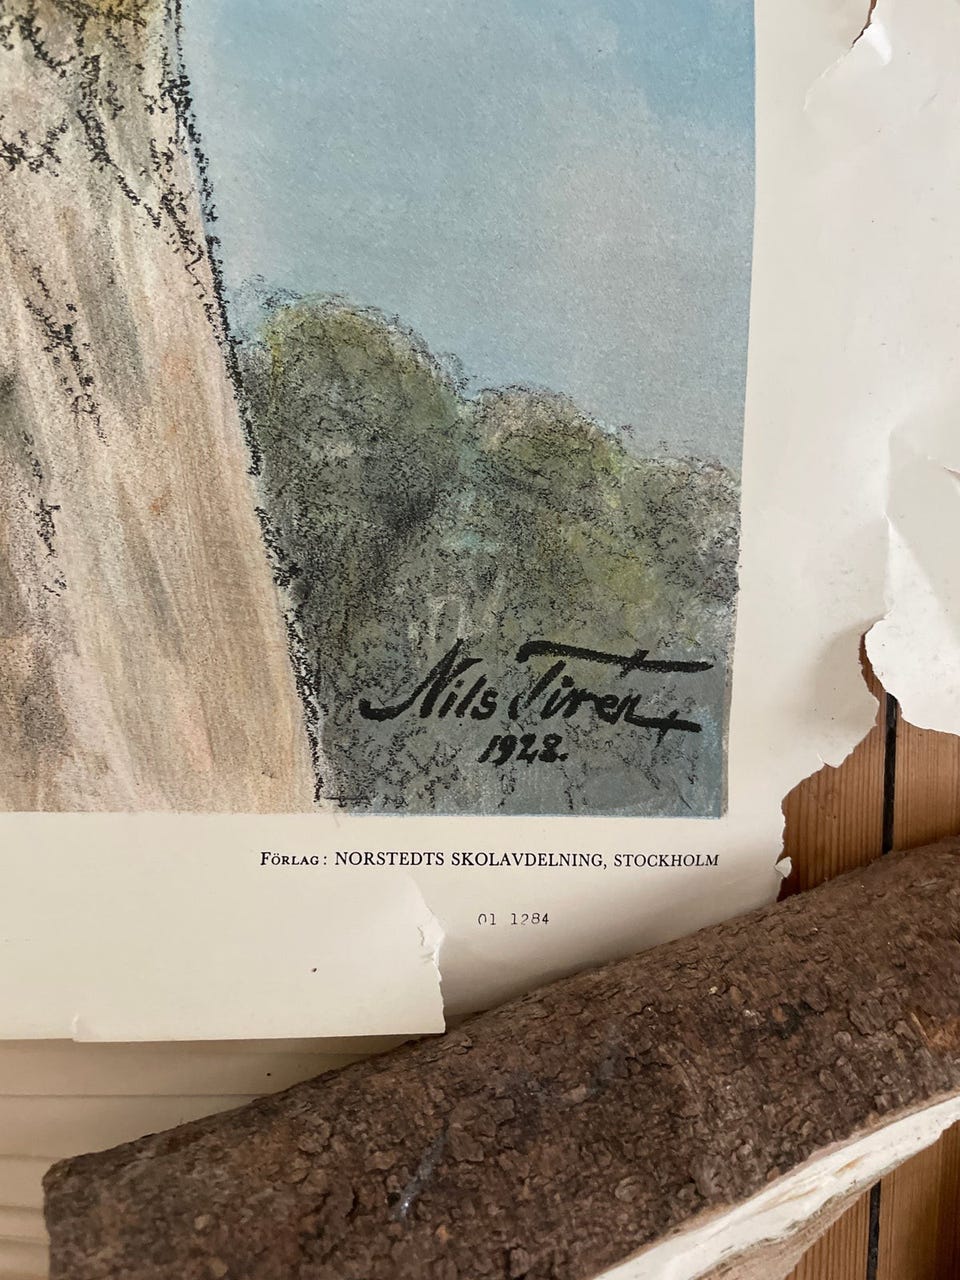 Nils Tirén
1928.
Förlag: NORSTEDTS SKOLAVDELNING, STOCKHOLM
01 1284